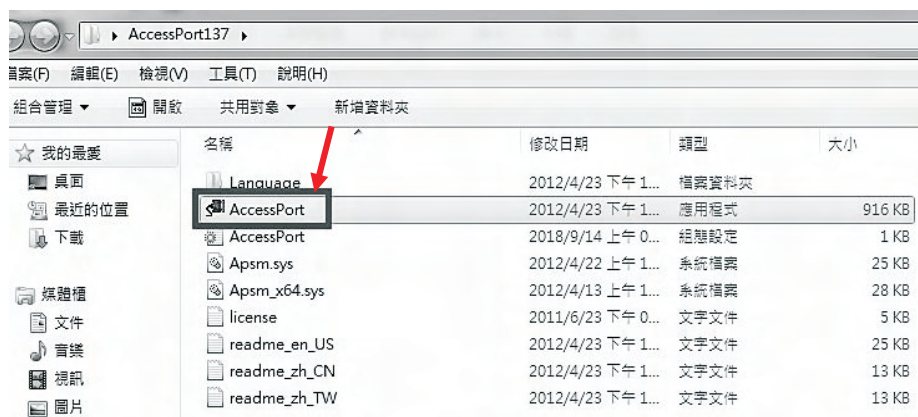 AccessPort137
檔案(F) 編輯(E) 檢視(V) 工具(T) 說明(H)
組合管理 開啟 共用對象 新增資料夾
名稱 修改日期 類型 大小
我的最愛
桌面
最近的位置
下載
媒體櫃
文件
音樂
視訊
圖片
Language 2012/4/23 下午 1... 檔案資料夾
AccessPort 2012/4/23 下午 1... 應用程式 916 KB
AccessPort 2018/9/14 上午 0... 組態設定 1 KB
Apsm.sys 2012/4/22 上午 1... 系統檔案 25 KB
Apsm_x64.sys 2012/4/13 上午 1... 系統檔案 28 KB
license 2011/6/23 下午 0... 文字文件 5 KB
readme_en_US 2012/4/23 下午 1... 文字文件 25 KB
readme_zh_CN 2012/4/23 下午 1... 文字文件 13 KB
readme_zh_TW 2012/4/23 下午 1... 文字文件 13 KB